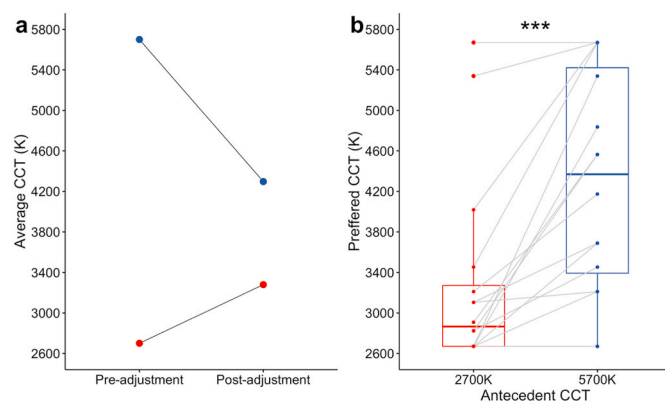 a
5800
5400
5000
4600
4200
3800
3400
3000
2600
Average CCT (K)
Pre-adjustment Post-adjustment
b
***
5800
5400
5000
4600
4200
3800
3400
3000
2600
Preffered CCT (K)
2700K 5700K
Antecedent CCT